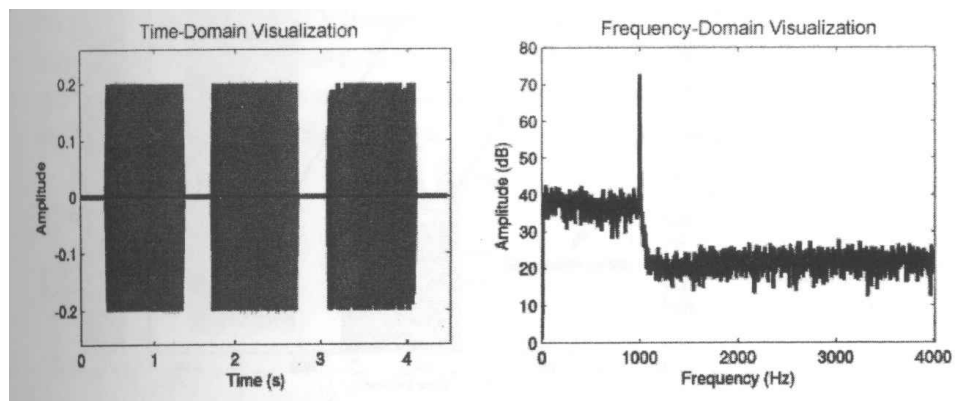 Time-Domain Visualization
0.2
0.1
0
-0.1
-0.2
Amplitude
0 1 2 3 4
Time (s)
Frequency-Domain Visualization
80
70
60
50
40
30
20
10
0
Amplitude (dB)
0 1000 2000 3000 4000
Frequency (Hz)